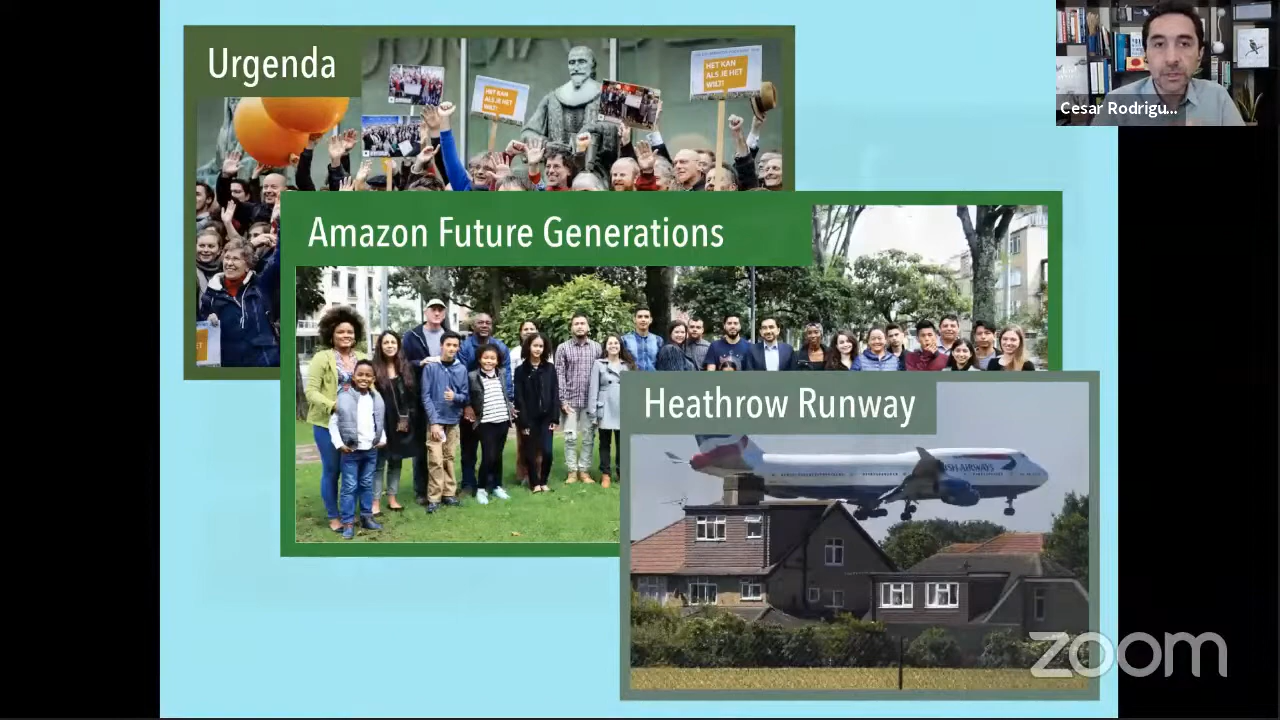 Urgenda
HET KAN
ALS JE HET
WILT!
HET KAN
ALS JE HET
WILT!
Cesar Rodrigu...
Amazon Future Generations
Heathrow Runway
AIRWAYS
zoom